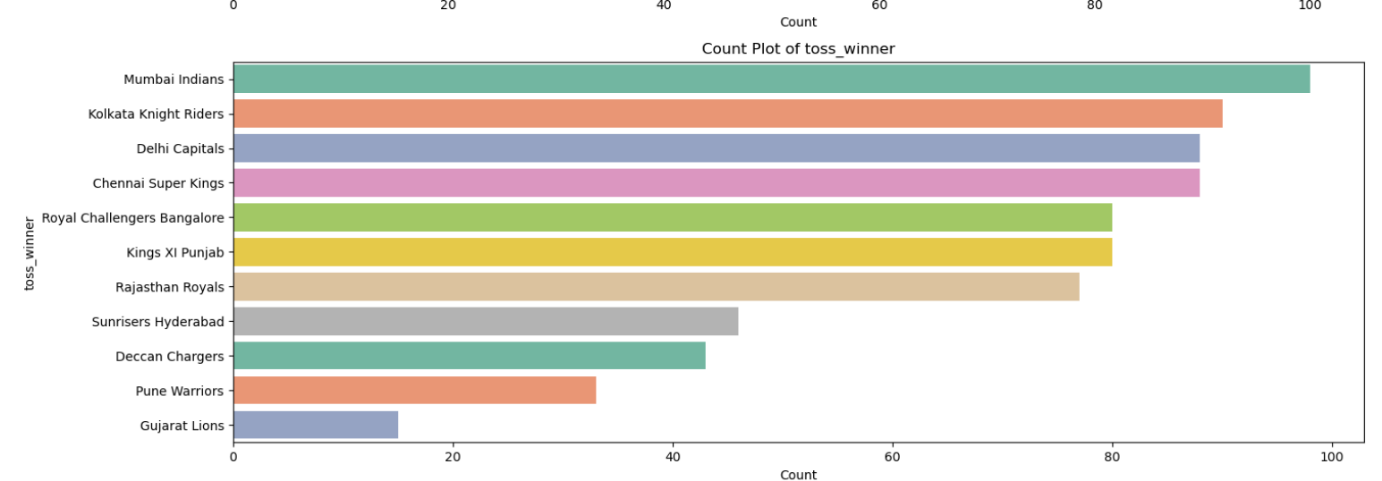 0 20 40 60 80 100
Count
Count Plot of toss_winner
Mumbai Indians
Kolkata Knight Riders
Delhi Capitals
Chennai Super Kings
Royal Challengers Bangalore
Kings XI Punjab
Rajasthan Royals
Sunrisers Hyderabad
Deccan Chargers
Pune Warriors
Gujarat Lions
toss_winner
0 20 40 60 80 100
Count